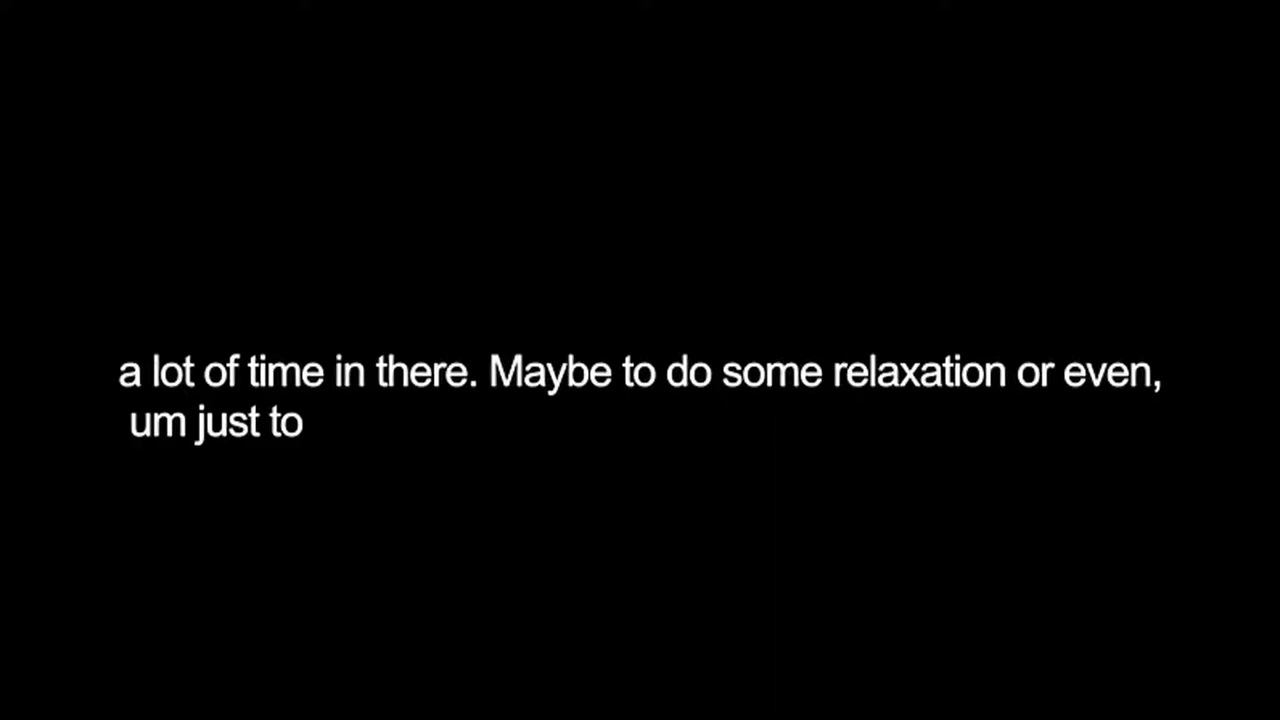 a lot of time in there. Maybe to do some relaxation or even,
um just to